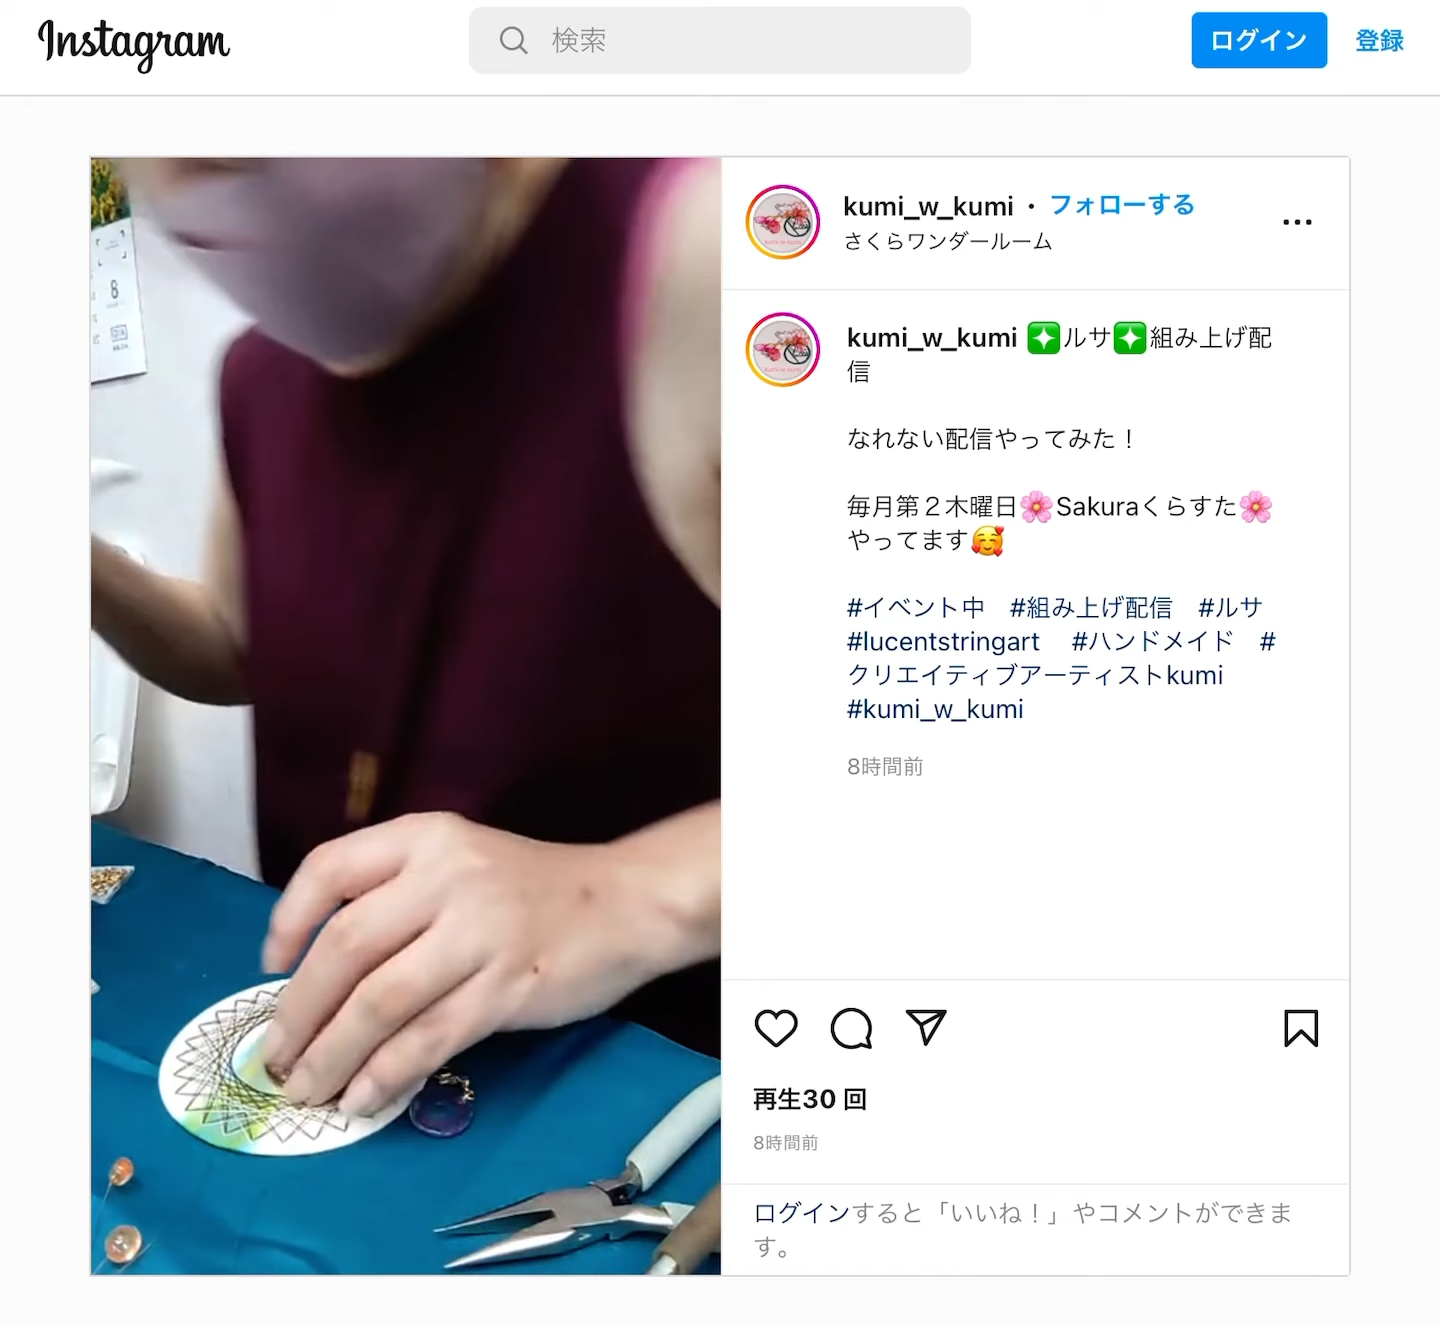 Instagram
検索
ログイン
登録
8
kumi_w_kumi • フォローする
さくらワンダールーム
kumi_w_kumi ❇️ルサ❇️組み上げ配
信
なれない配信やってみた！
毎月第２木曜日🌸Sakuraくらすた🌸
やってます🥰
#イベント中　#組み上げ配信　#ルサ
#lucentstringart　#ハンドメイド　#
クリエイティブアーティストkumi
#kumi_w_kumi
8時間前
再生30 回
8時間前
ログインすると「いいね！」やコメントができま
す。